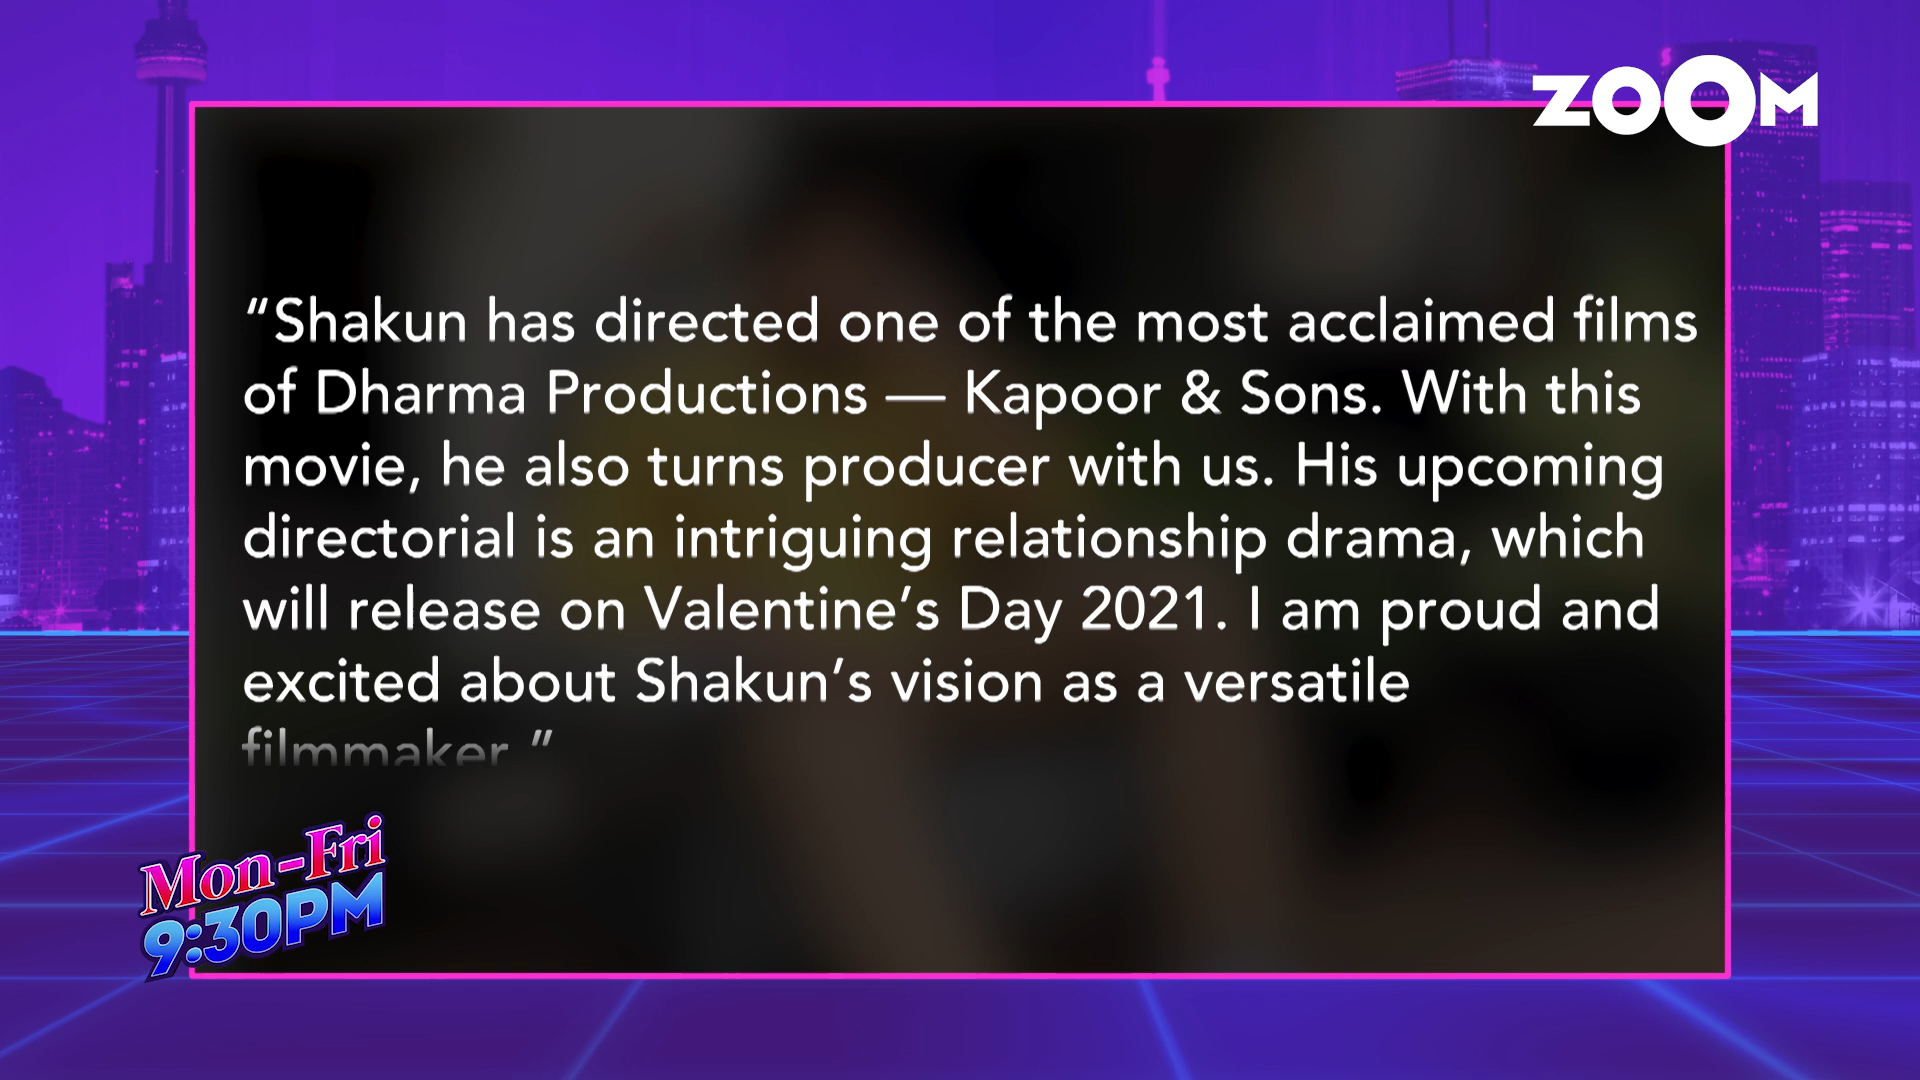 ZOOM
“Shakun has directed one of the most acclaimed films
of Dharma Productions — Kapoor & Sons. With this
movie, he also turns producer with us. His upcoming
directorial is an intriguing relationship drama, which
will release on Valentine’s Day 2021. I am proud and
excited about Shakun’s vision as a versatile
filmmaker.”
Mon-Fri
9:30PM